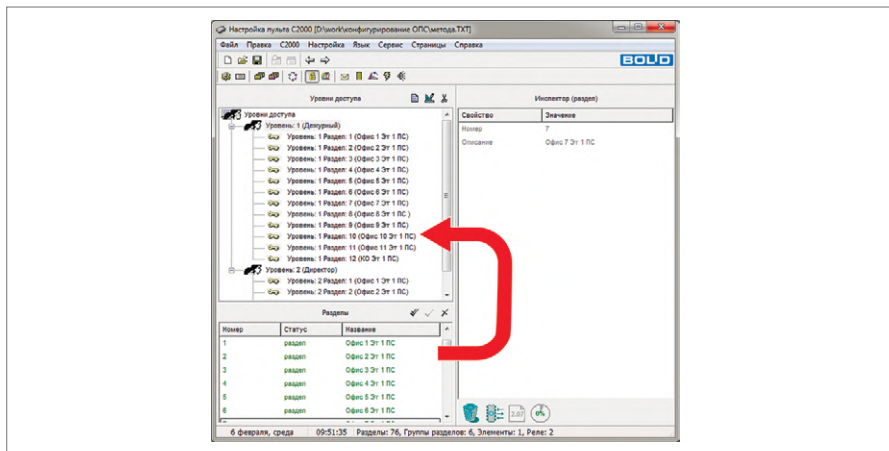 Настройка пульта C2000 [D:\work\конфигурирование ОПС\метода.TXT]
Файл Правка С2000 Настройка Язык Сервис Страницы Справка
BOLID
Уровни доступа
Уровни доступа
Уровень: 1 (Дежурный)
Уровень: 1 Раздел: 1 (Офис 1 Эт 1 ПС)
Уровень: 1 Раздел: 2 (Офис 2 Эт 1 ПС)
Уровень: 1 Раздел: 3 (Офис 3 Эт 1 ПС)
Уровень: 1 Раздел: 4 (Офис 4 Эт 1 ПС)
Уровень: 1 Раздел: 5 (Офис 5 Эт 1 ПС)
Уровень: 1 Раздел: 6 (Офис 6 Эт 1 ПС)
Уровень: 1 Раздел: 7 (Офис 7 Эт 1 ПС)
Уровень: 1 Раздел: 8 (Офис 8 Эт 1 ПС )
Уровень: 1 Раздел: 9 (Офис 9 Эт 1 ПС)
Уровень: 1 Раздел: 10 (Офис 10 Эт 1 ПС)
Уровень: 1 Раздел: 11 (Офис 11 Эт 1 ПС)
Уровень: 1 Раздел: 12 (КО Эт 1 ПС)
Уровень: 2 (Директор)
Уровень: 2 Раздел: 1 (Офис 1 Эт 1 ПС)
Уровень: 2 Раздел: 2 (Офис 2 Эт 1 ПС)
Разделы
Номер Статус Название
1 раздел Офис 1 Эт 1 ПС
2 раздел Офис 2 Эт 1 ПС
3 раздел Офис 3 Эт 1 ПС
4 раздел Офис 4 Эт 1 ПС
5 раздел Офис 5 Эт 1 ПС
6 раздел Офис 6 Эт 1 ПС
Инспектор (раздел)
Свойство Значение
Номер 7
Описание Офис 7 Эт 1 ПС
2.07 0%
6 февраля, среда 09:51:35 Разделы: 76, Группы разделов: 6, Элементы: 1, Реле: 2